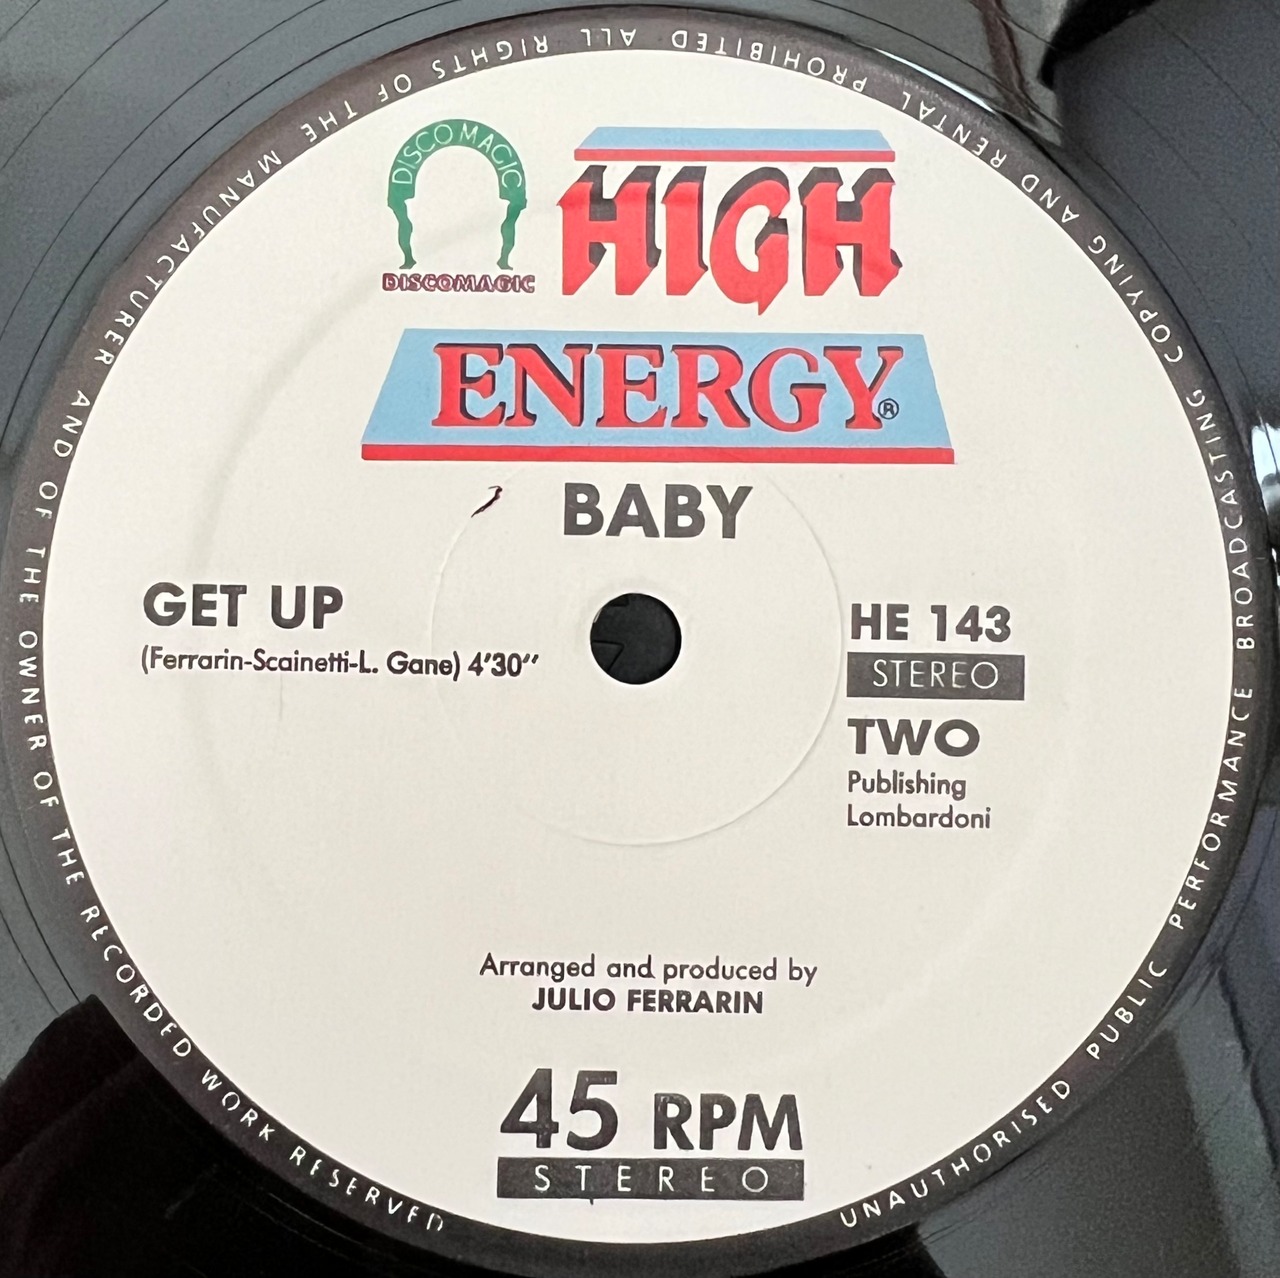 DISCO MAGIC
DISCOMAGIC
HIGH
ENERGY®
BABY
GET UP
(Ferrarin-Scainetti-L. Gane) 4'30''
HE 143
STEREO
TWO
Publishing
Lombardoni
Arranged and produced by
JULIO FERRARIN
45 RPM
STEREO
ALL RIGHTS OF THE MANUFACTURER AND OF THE OWNER OF THE RECORDED WORK RESERVED UNAUTHORISED PUBLIC PERFORMANCE BROADCASTING COPYING AND RENTAL PROHIBITED